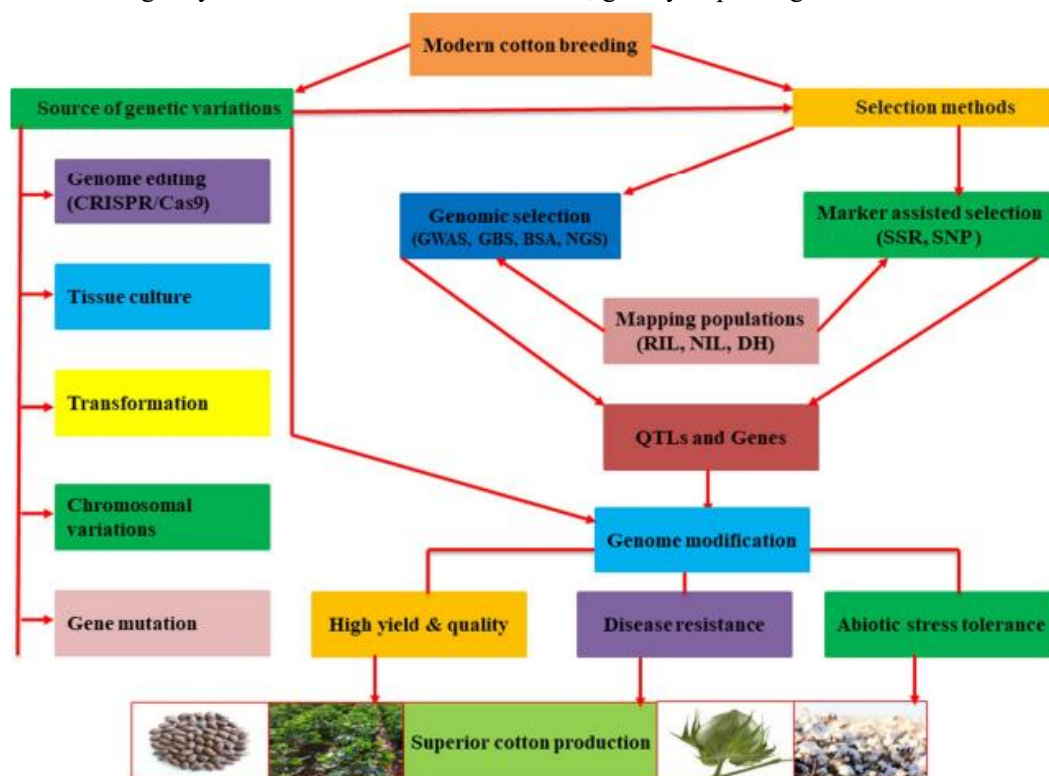 Modern cotton breeding
Source of genetic variations
Selection methods
Genome editing
(CRISPR/Cas9)
Genomic selection
(GWAS, GBS, BSA, NGS)
Marker assisted selection
(SSR, SNP )
Tissue culture
Mapping populations
(RIL, NIL, DH)
Transformation
QTLs and Genes
Chromosomal
variations
Genome modification
Gene mutation
High yield & quality
Disease resistance
Abiotic stress tolerance
Superior cotton production